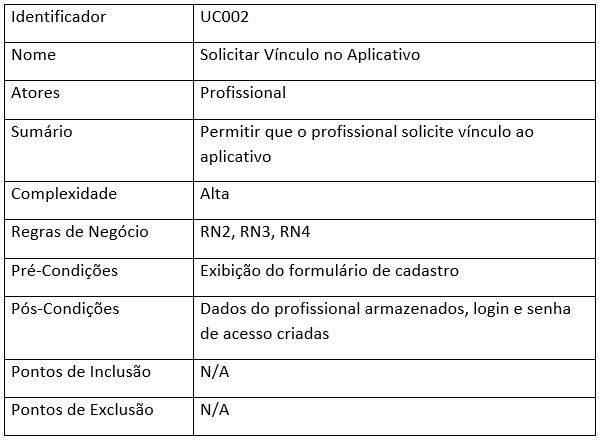 Identificador UC002
Nome Solicitar Vínculo no Aplicativo
Atores Profissional
Sumário Permitir que o profissional solicite vínculo ao
aplicativo
Complexidade Alta
Regras de Negócio RN2, RN3, RN4
Pré-Condições Exibição do formulário de cadastro
Pós-Condições Dados do profissional armazenados, login e senha
de acesso criadas
Pontos de Inclusão N/A
Pontos de Exclusão N/A